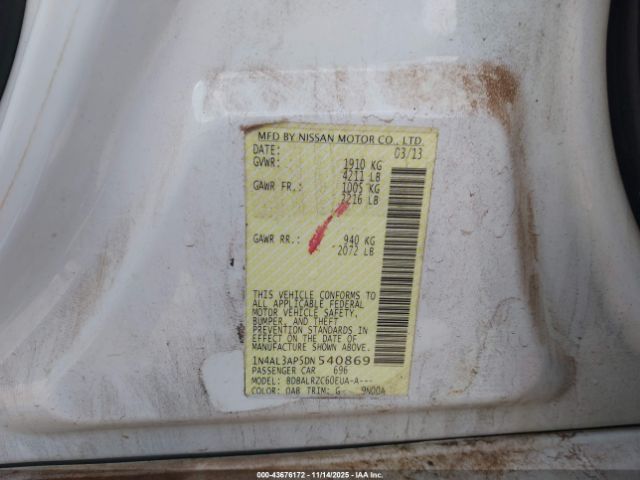 MFD BY NISSAN MOTOR CO., LTD.
DATE: 03/13
GVWR: 1910 KG
4211 LB
GAWR FR.: 1005 KG
2216 LB
GAWR RR.: 940 KG
2072 LB
THIS VEHICLE CONFORMS TO
ALL APPLICABLE FEDERAL
MOTOR VEHICLE SAFETY,
BUMPER, AND THEFT
PREVENTION STANDARDS IN
EFFECT ON THE DATE OF
MANUFACTURE SHOWN ABOVE.
1N4AL3AP5DN540869
PASSENGER CAR 696
MODEL: BDBALRZC60EUA-A---
COLOR: QAB TRIM: G
000-43676172 - 11/14/2025 - IAA Inc.